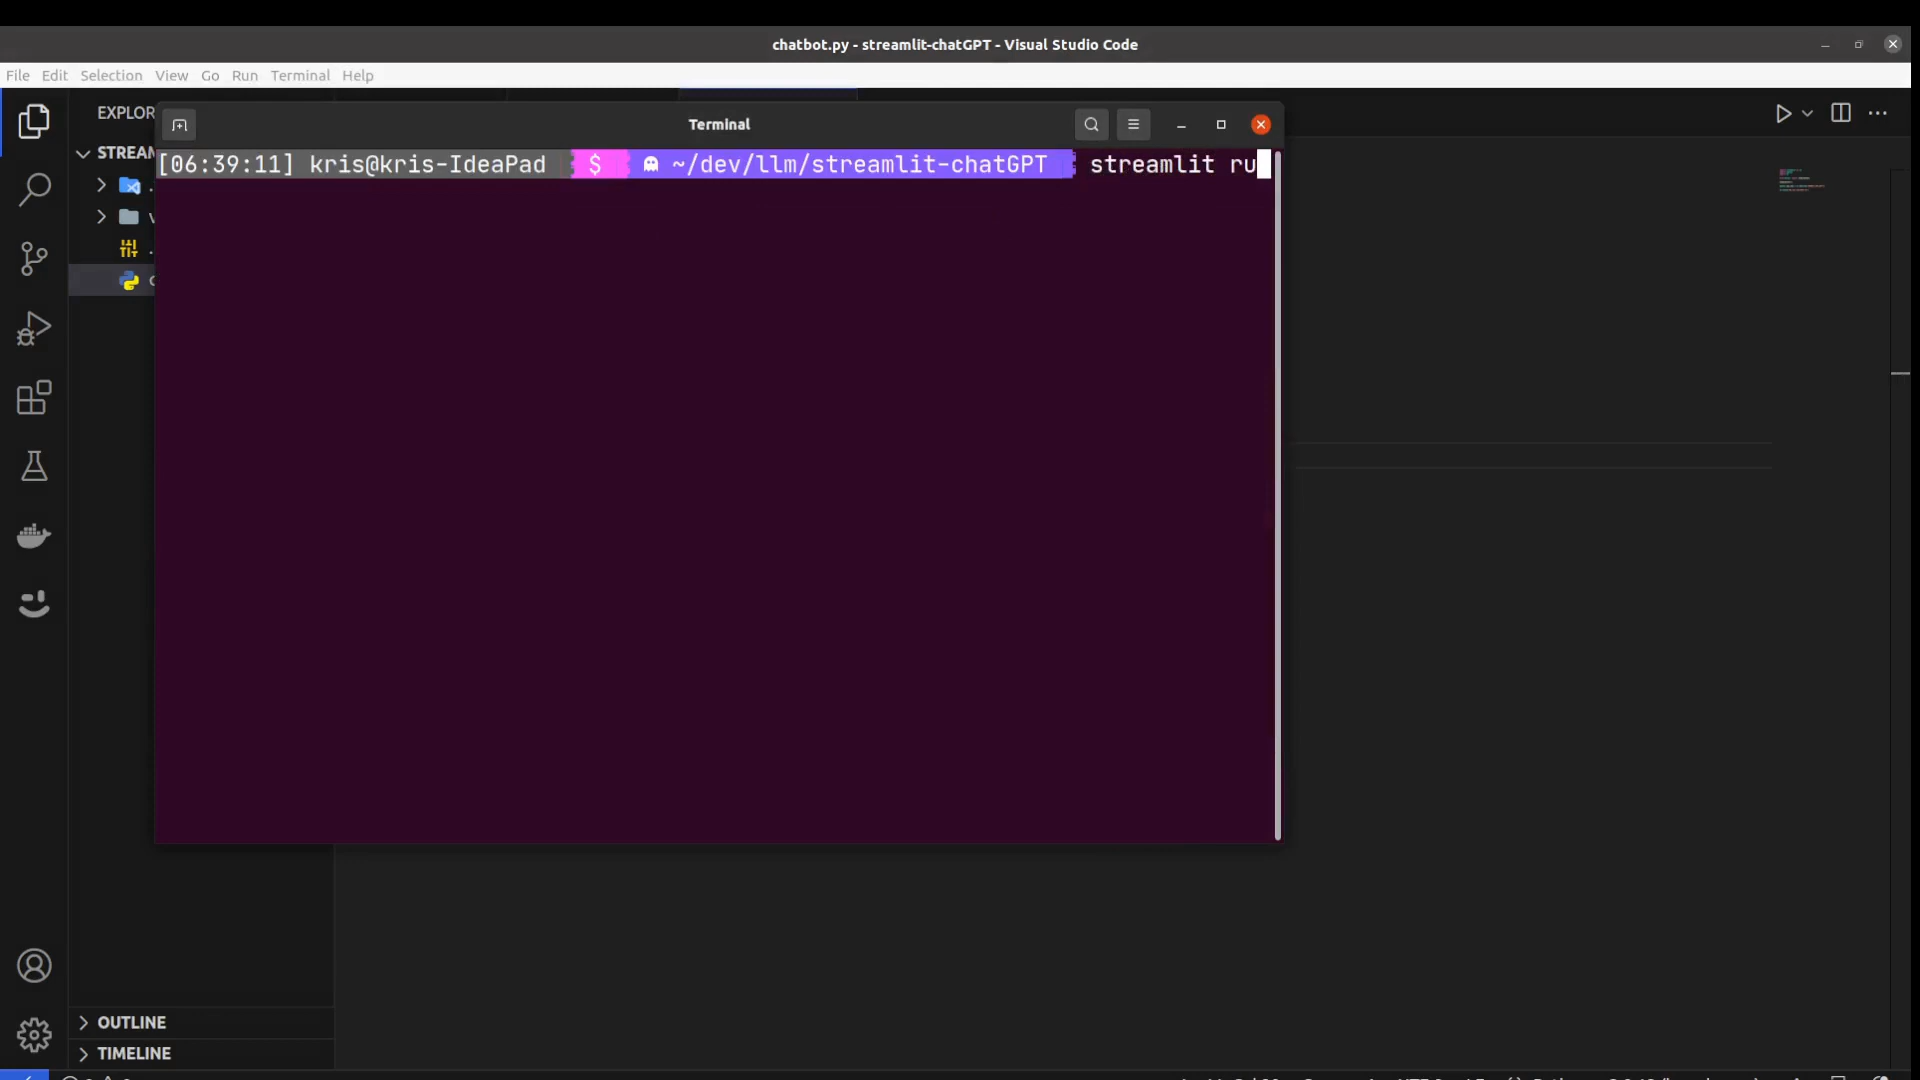 chatbot.py - streamlit-chatGPT - Visual Studio Code
File Edit Selection View Go Run Terminal Help
EXPLOR
Terminal
STREAM
[06:39:11] kris@kris-IdeaPad $ ~/dev/llm/streamlit-chatGPT streamlit ru
OUTLINE
TIMELINE